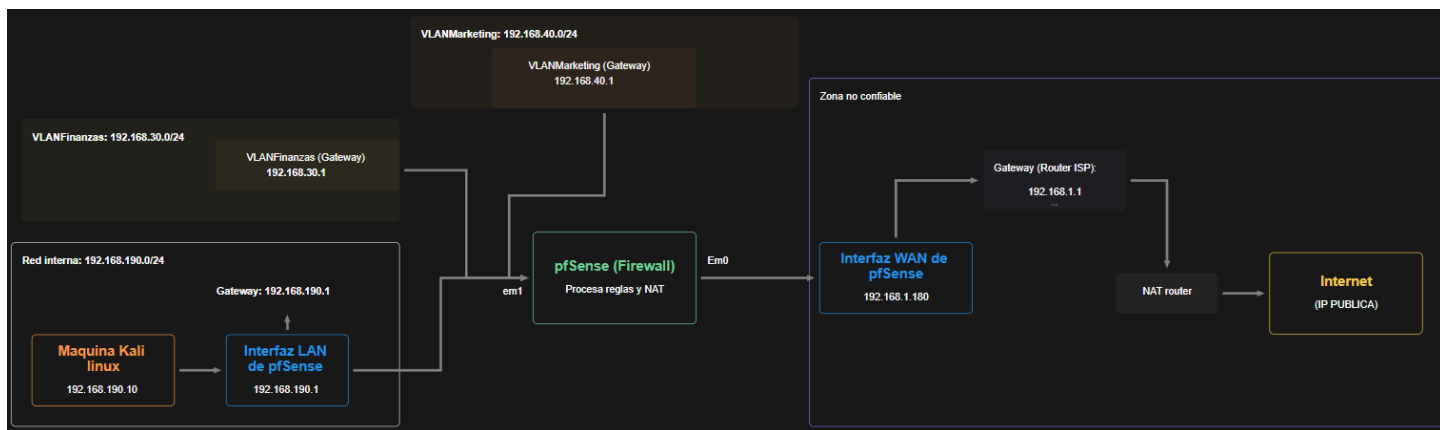 VLANMarketing: 192.168.40.0/24
VLANMarketing (Gateway)
192.168.40.1
Zona no confiable
VLANFinanzas: 192.168.30.0/24
VLANFinanzas (Gateway)
192.168.30.1
Gateway (Router ISP):
192.168.1.1
...
Red interna: 192.168.190.0/24
Gateway: 192.168.190.1
em1
pfSense (Firewall)
Procesa reglas y NAT
Em0
Interfaz WAN de
pfSense
192.168.1.180
NAT router
Internet
(IP PUBLICA)
Maquina Kali
linux
192.168.190.10
Interfaz LAN
de pfSense
192.168.190.1